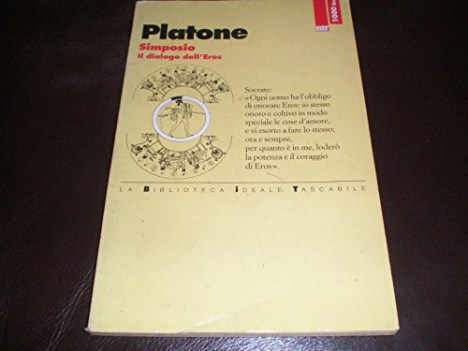 Platone
Simposio
Il dialogo dell'Eros
Socrate:
«Ogni uomo ha l'obbligo
di onorare Eros: io stesso
onoro e coltivo in modo
speciale le cose d'amore,
e vi esorto a fare lo stesso;
ora e sempre,
per quanto è in me, loderò
la potenza e il coraggio
di Eros».
LA BIBLIOTECA IDEALE TASCABILE
1000